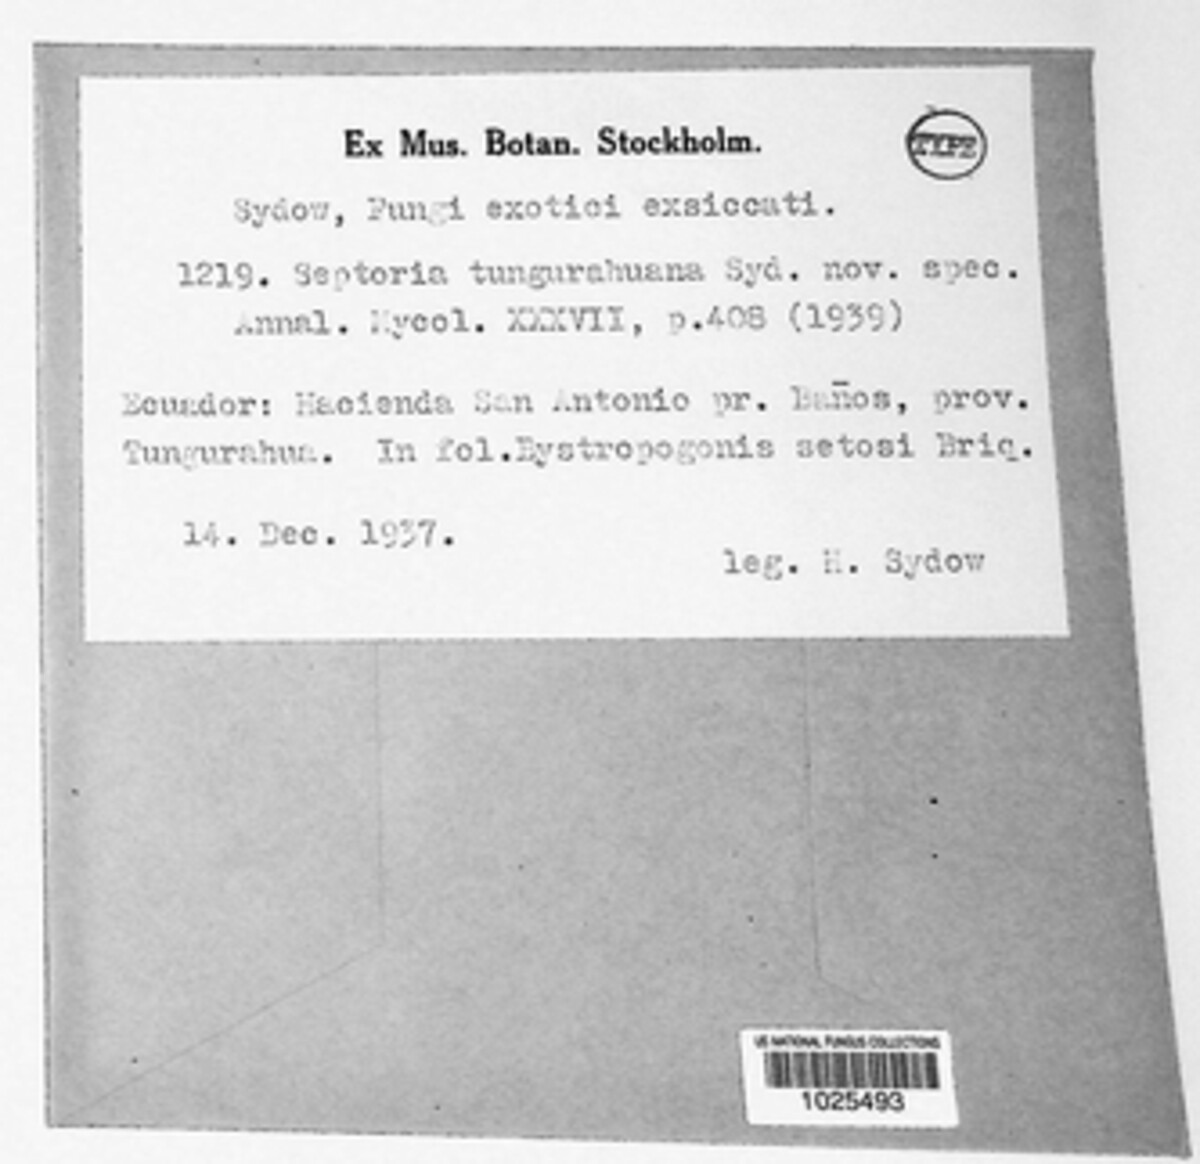 Ex Mus. Botan. Stockholm.
TYPE
Sydow, Fungi exotici exsiccati.
1219. Septoria tungurahuana Syd. nov. spec.
Annal. Mycol. XXXVII, p.408 (1939)
Ecuador: Hacienda San Antonio pr. Baños, prov.
Tungurahua. In fol.Bystropogonis setosi Briq.
14. Dec. 1937.
leg. H. Sydow
US NATIONAL FUNGUS COLLECTIONS
1025493